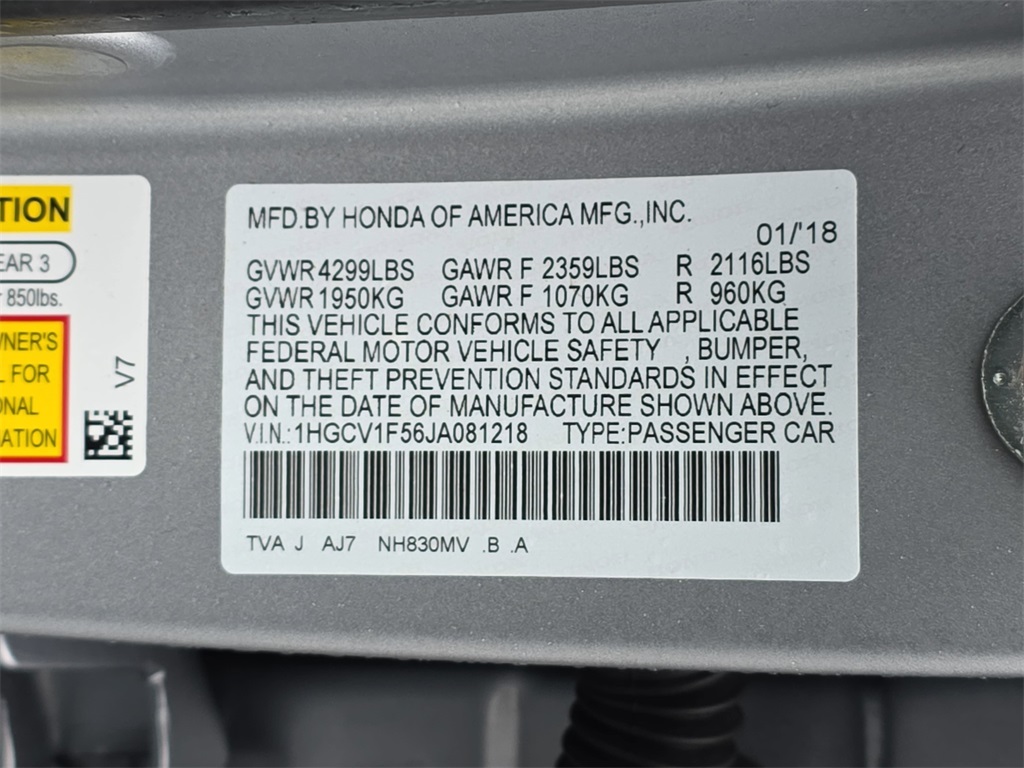 TION
EAR 3
850lbs.
NER'S
FOR
ONAL
ATION
V7
MFD.BY HONDA OF AMERICA MFG.,INC.
01/'18
GVWR 4299LBS GAWR F 2359LBS R 2116LBS
GVWR 1950KG GAWR F 1070KG R 960KG
THIS VEHICLE CONFORMS TO ALL APPLICABLE
FEDERAL MOTOR VEHICLE SAFETY , BUMPER,
AND THEFT PREVENTION STANDARDS IN EFFECT
ON THE DATE OF MANUFACTURE SHOWN ABOVE.
V.I.N.:1HGCV1F56JA081218 TYPE:PASSENGER CAR
TVA J AJ7 NH830MV .B .A